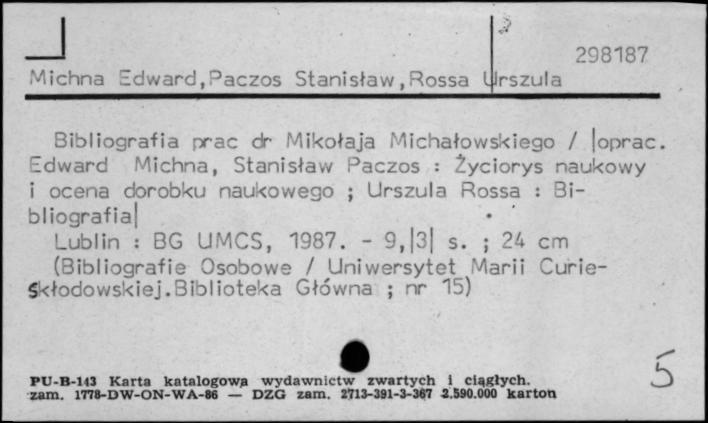 298187
Michna Edward,Paczos Stanisław,Rossa Urszula
Bibliografia prac dr Mikołaja Michałowskiego / |oprac.
Edward Michna, Stanisław Paczos : Życiorys naukowy
i ocena dorobku naukowego ; Urszula Rossa : Bi-
bliografia|
Lublin : BG UMCS, 1987. - 9,|3| s. ; 24 cm
(Bibliografie Osobowe / Uniwersytet Marii Curie-
Skłodowskiej.Biblioteka Główna ; nr 15)
5
PU-B-143 Karta katalogowa wydawnictw zwartych i ciągłych.
zam. 1778-DW-ON-WA-86 — DZG zam. 2713-391-3-367 2.590.000 karton